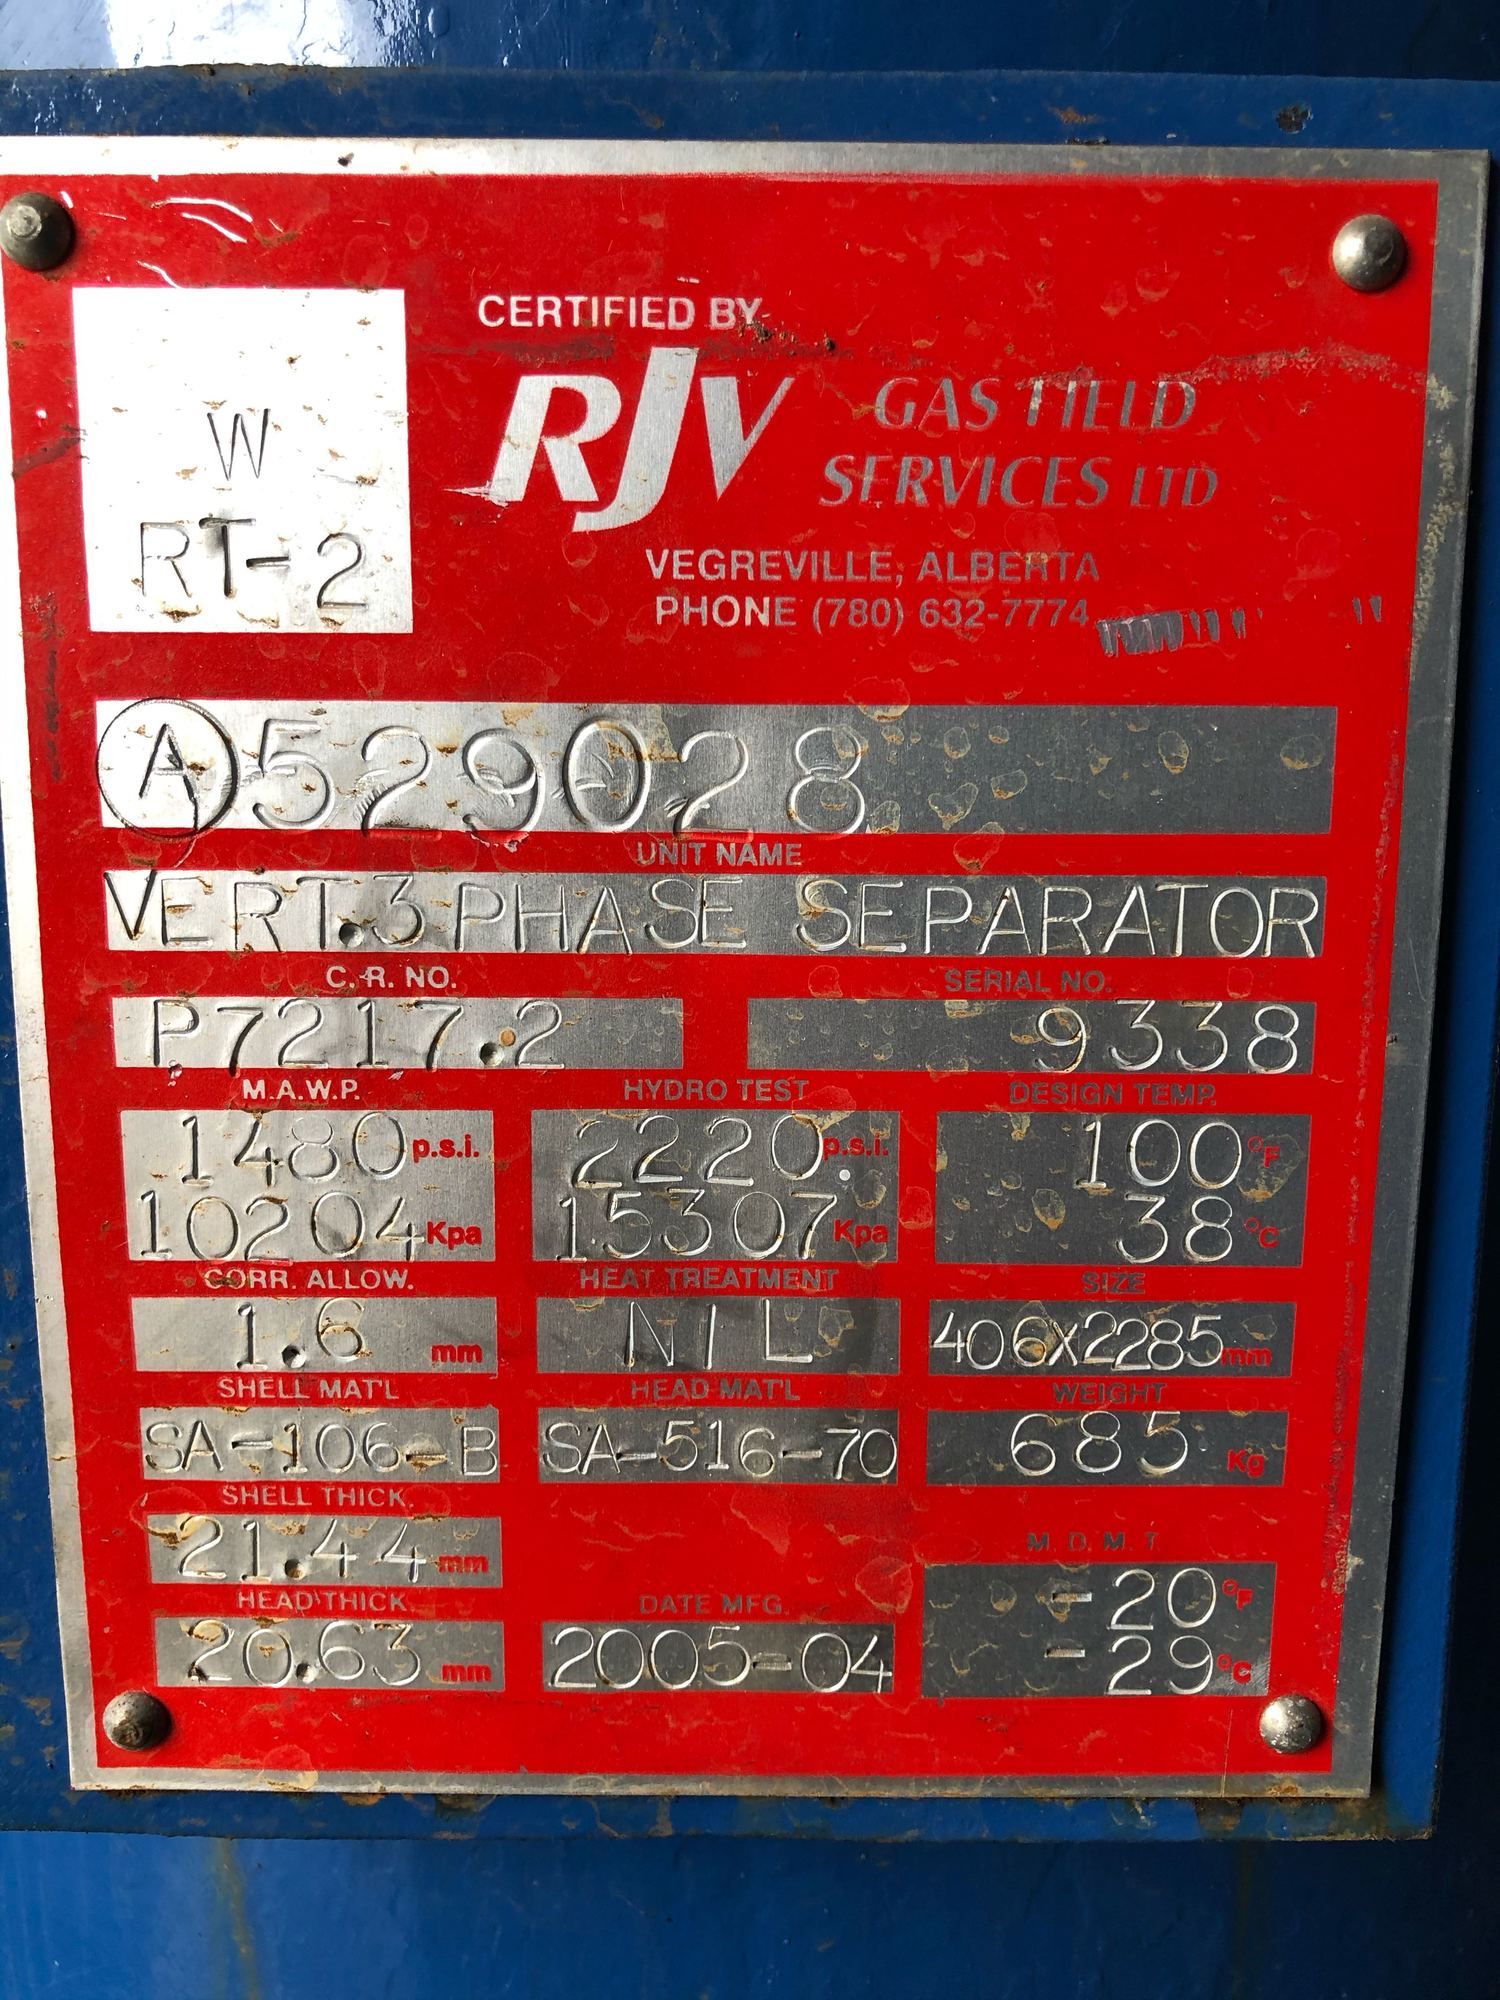 CERTIFIED BY
RJV GAS FIELD
SERVICES LTD
W
RT-2
VEGREVILLE, ALBERTA
PHONE (780) 632-7774
A 529028
UNIT NAME
VERT. 3 PHASE SEPARATOR
C.R. NO. SERIAL NO.
P7217.2 9338
M.A.W.P. HYDRO TEST DESIGN TEMP.
1480 p.s.i. 2220 p.s.i. 100 °F
10204 Kpa 15307 Kpa 38 °C
CORR. ALLOW. HEAT TREATMENT SIZE
1.6 mm NIL 406X2285 mm
SHELL MAT'L HEAD MAT'L WEIGHT
SA-106-B SA-516-70 685 Kg
SHELL THICK.
21.44 mm
M.D.M.T.
-20 °F
HEAD THICK. DATE MFG.
20.63 mm 2005-04 -29 °C